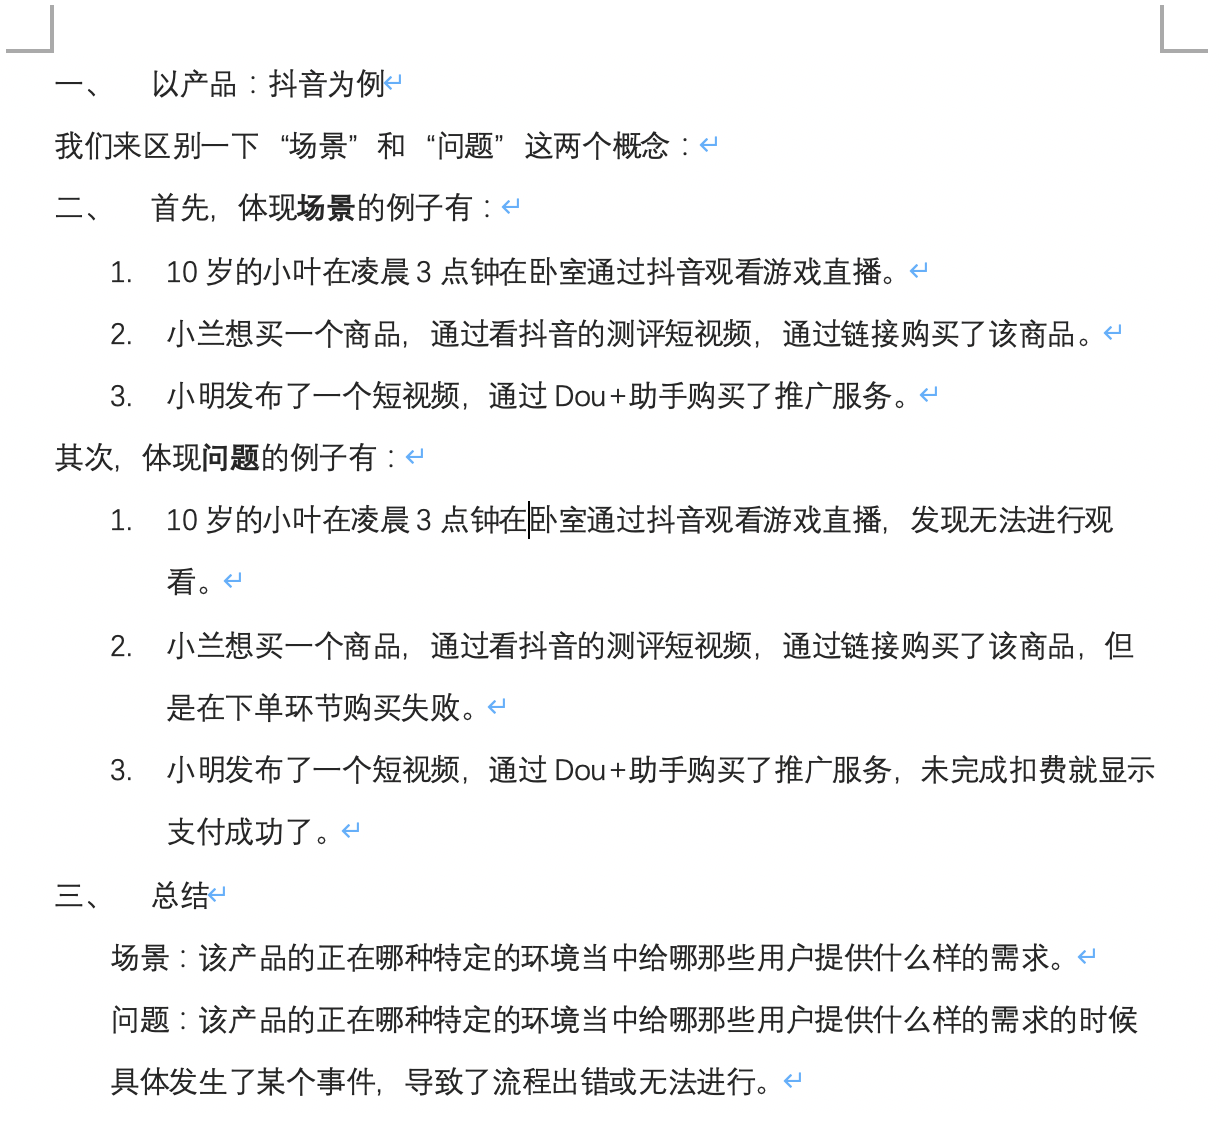 一、 以产品：抖音为例
我们来区别一下 “场景” 和 “问题” 这两个概念：
二、 首先，体现场景的例子有：
1. 10 岁的小叶在凌晨 3 点钟在卧室通过抖音观看游戏直播。
2. 小兰想买一个商品，通过看抖音的测评短视频，通过链接购买了该商品。
3. 小明发布了一个短视频，通过 Dou+助手购买了推广服务。
其次，体现问题的例子有：
1. 10 岁的小叶在凌晨 3 点钟在卧室通过抖音观看游戏直播，发现无法进行观
看。
2. 小兰想买一个商品，通过看抖音的测评短视频，通过链接购买了该商品，但
是在下单环节购买失败。
3. 小明发布了一个短视频，通过 Dou+助手购买了推广服务，未完成扣费就显示
支付成功了。
三、 总结
场景：该产品的正在哪种特定的环境当中给哪那些用户提供什么样的需求。
问题：该产品的正在哪种特定的环境当中给哪那些用户提供什么样的需求的时候
具体发生了某个事件，导致了流程出错或无法进行。